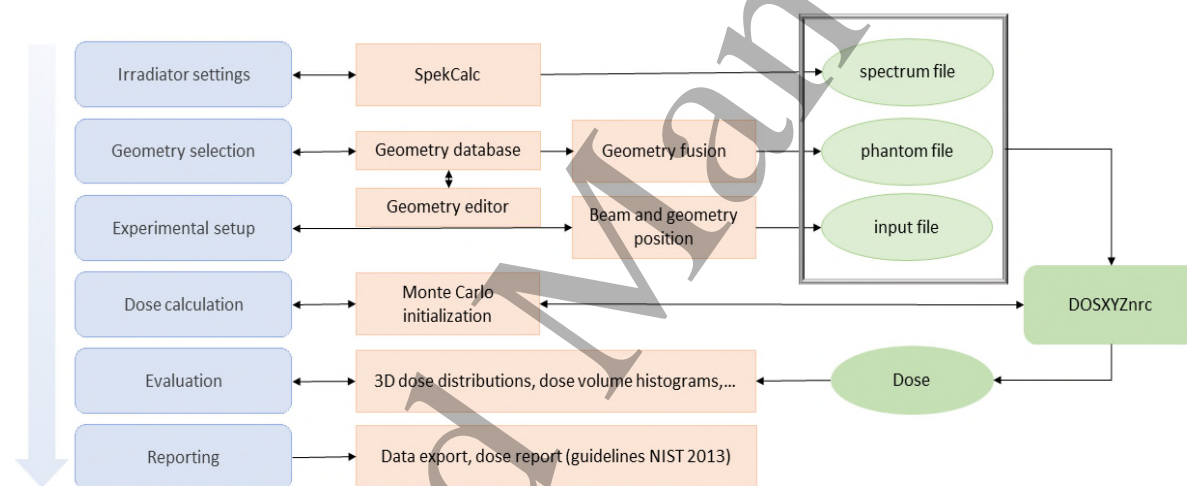 Irradiator settings
SpekCalc
spectrum file
Geometry selection
Geometry database
Geometry fusion
phantom file
Geometry editor
Experimental setup
Beam and geometry
position
input file
Dose calculation
Monte Carlo
initialization
DOSXYZnrc
Evaluation
3D dose distributions, dose volume histograms,...
Dose
Reporting
Data export, dose report (guidelines NIST 2013)
d Man